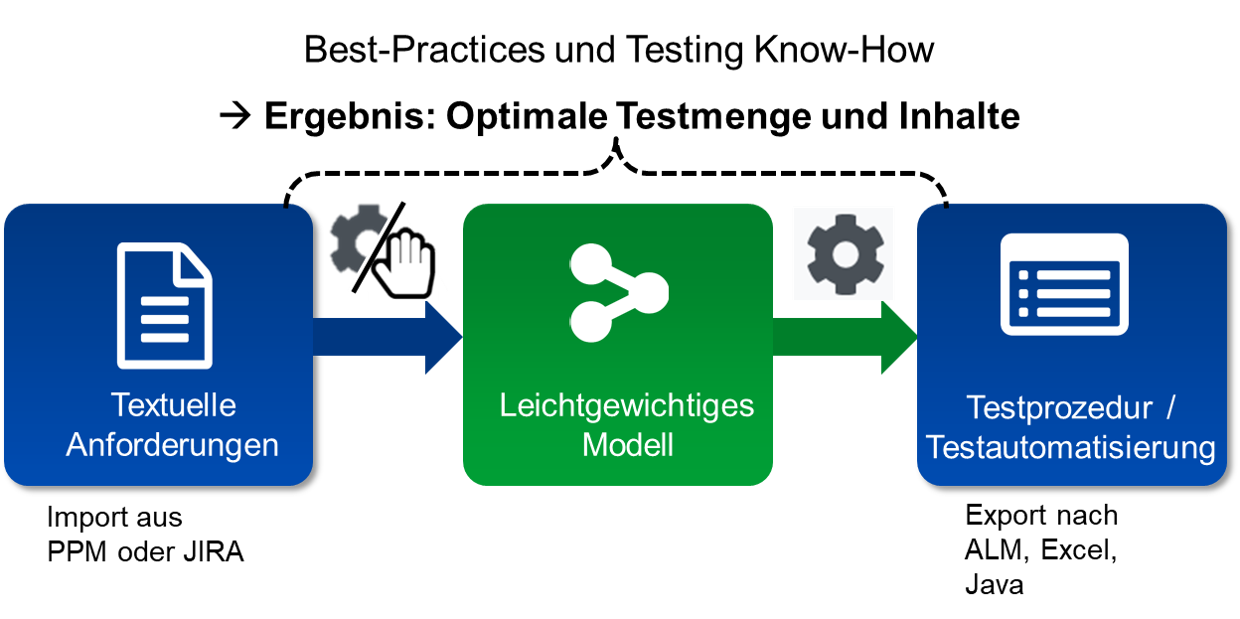 Best-Practices und Testing Know-How
→ Ergebnis: Optimale Testmenge und Inhalte
Textuelle
Anforderungen
Leichtgewichtiges
Modell
Testprozedur /
Testautomatisierung
Import aus
PPM oder JIRA
Export nach
ALM, Excel,
Java